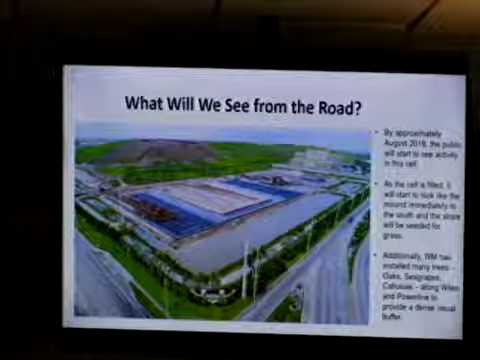 What Will We See from the Road?
• By approximately
August 2019, the public
will start to see activity
in this cell.
• As the cell is filled, it
will start to look like the
mound immediately to
the south and the slope
will be seeded for
grass.
• Additionally, WM has
installed many trees –
Oaks, Seagrapes,
along Wiles
and Powerline to
provide a dense visual
buffer.